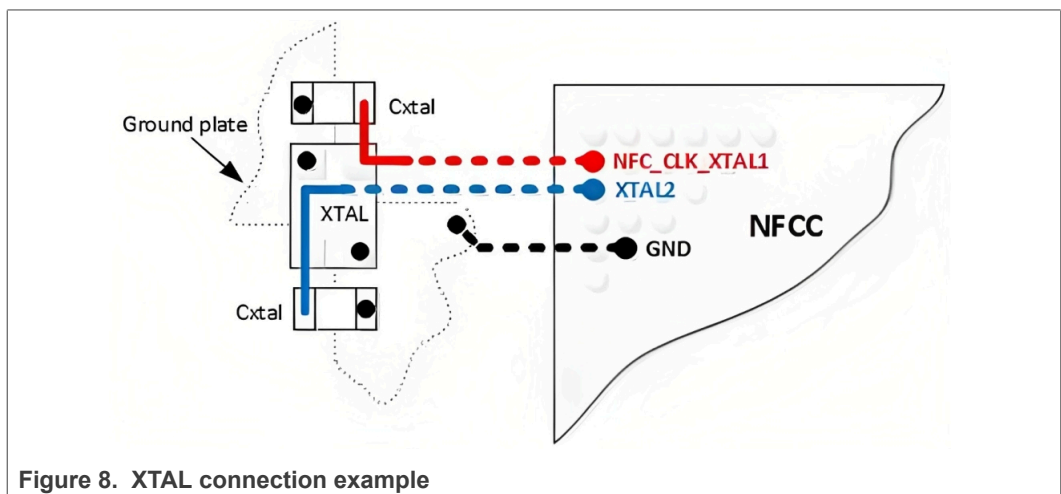 Cxtal
Ground plate
NFC_CLK_XTAL1
XTAL2
XTAL
NFCC
GND
Cxtal
Figure 8. XTAL connection example